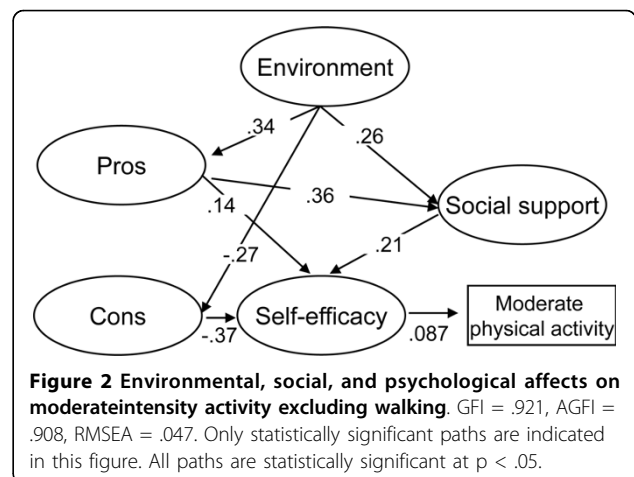 Environment
.34
.26
Pros
.36
.14
Social support
-.27
.21
Cons
Self-efficacy
Moderate
physical activity
-.37
.087
Figure 2 Environmental, social, and psychological affects on
moderateintensity activity excluding walking. GFI = .921, AGFI =
.908, RMSEA = .047. Only statistically significant paths are indicated
in this figure. All paths are statistically significant at p < .05.